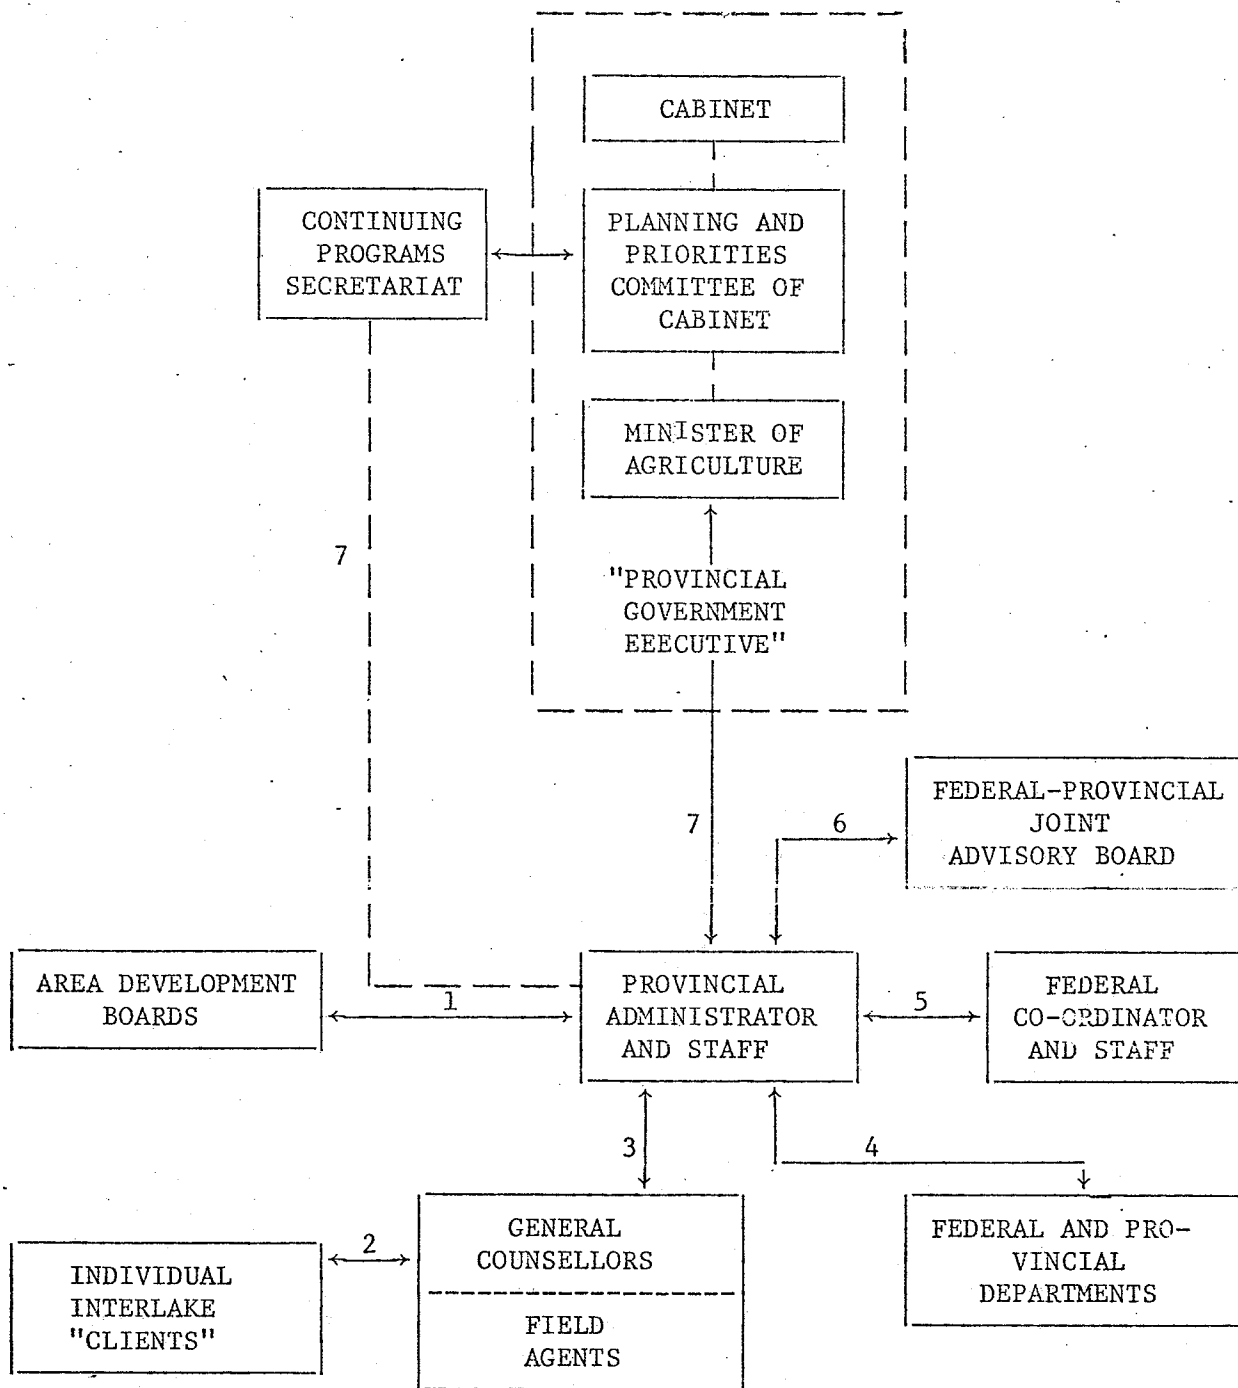 CABINET
CONTINUING
PROGRAMS
SECRETARIAT
PLANNING AND
PRIORITIES
COMMITTEE OF
CABINET
MINISTER OF
AGRICULTURE
7
"PROVINCIAL
GOVERNMENT
EEECUTIVE"
7
6
FEDERAL-PROVINCIAL
JOINT
ADVISORY BOARD
AREA DEVELOPMENT
BOARDS
1
PROVINCIAL
ADMINISTRATOR
AND STAFF
5
FEDERAL
CO-ORDINATOR
AND STAFF
3
4
INDIVIDUAL
INTERLAKE
"CLIENTS"
2
GENERAL
COUNSELLORS
FIELD
AGENTS
FEDERAL AND PRO-
VINCIAL
DEPARTMENTS